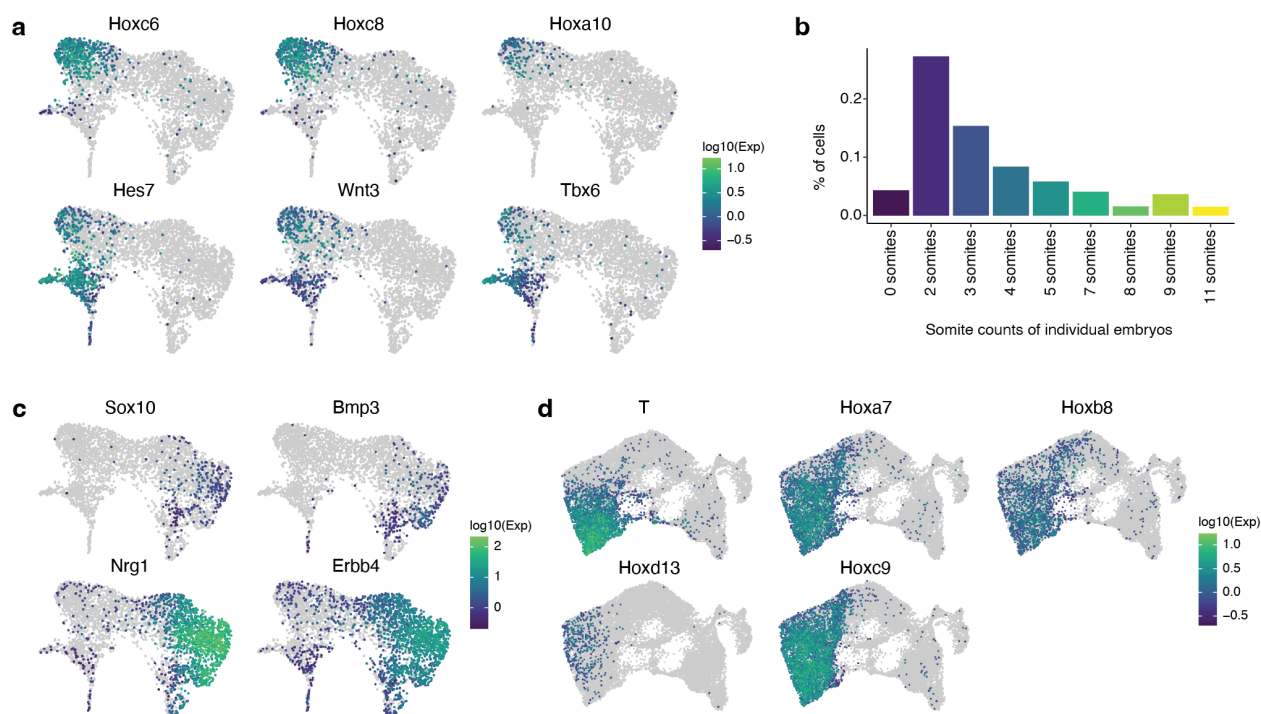 a
Hoxc6
Hoxc8
Hoxa10
Hes7
Wnt3
Tbx6
log10(Exp)
1.0
0.5
0.0
−0.5
b
% of cells
0.2
0.1
0.0
0 somites
2 somites
3 somites
4 somites
5 somites
7 somites
8 somites
9 somites
11 somites
Somite counts of individual embryos
c
Sox10
Bmp3
Nrg1
Erbb4
log10(Exp)
2
1
0
d
T
Hoxa7
Hoxb8
Hoxd13
Hoxc9
log10(Exp)
1.0
0.5
0.0
−0.5